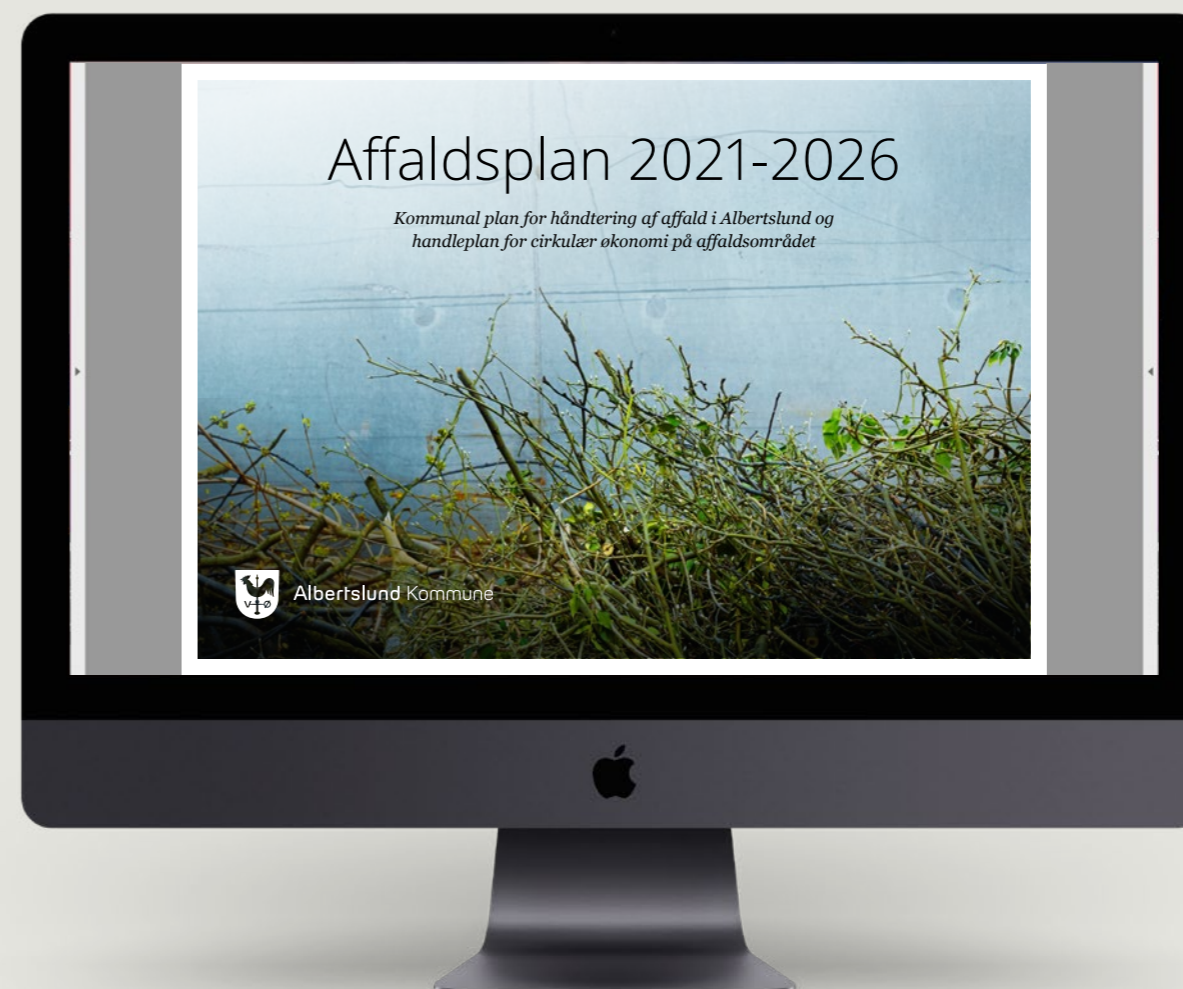 Affaldsplan 2021-2026
Kommunal plan for håndtering af affald i Albertslund og
handleplan for cirkulær økonomi på affaldsområdet
V Ø
Albertslund Kommune